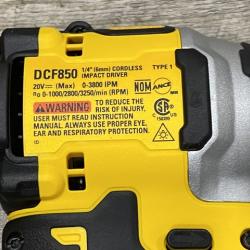 DCF850
1/4" (6mm) CORDLESS
IMPACT DRIVER
TYPE 1
20V ⎓ (Max) 0-3800 IPM
n0 0-1000/2800/3250/min (RPM)
NOM ANCE
WARNING TO REDUCE THE
RISK OF INJURY,
USER MUST READ INSTRUCTION
MANUAL. ALWAYS USE PROPER EYE,
EAR AND RESPIRATORY PROTECTION.